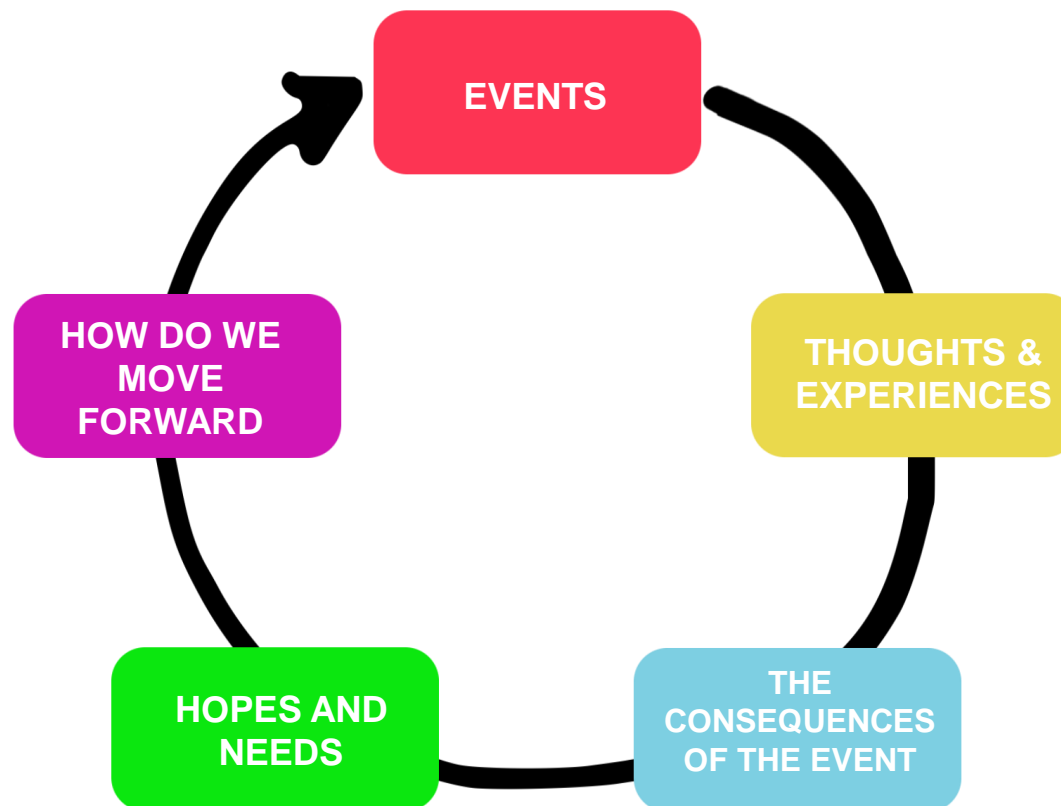 EVENTS
THOUGHTS &
EXPERIENCES
THE
CONSEQUENCES
OF THE EVENT
HOPES AND
NEEDS
HOW DO WE
MOVE
FORWARD